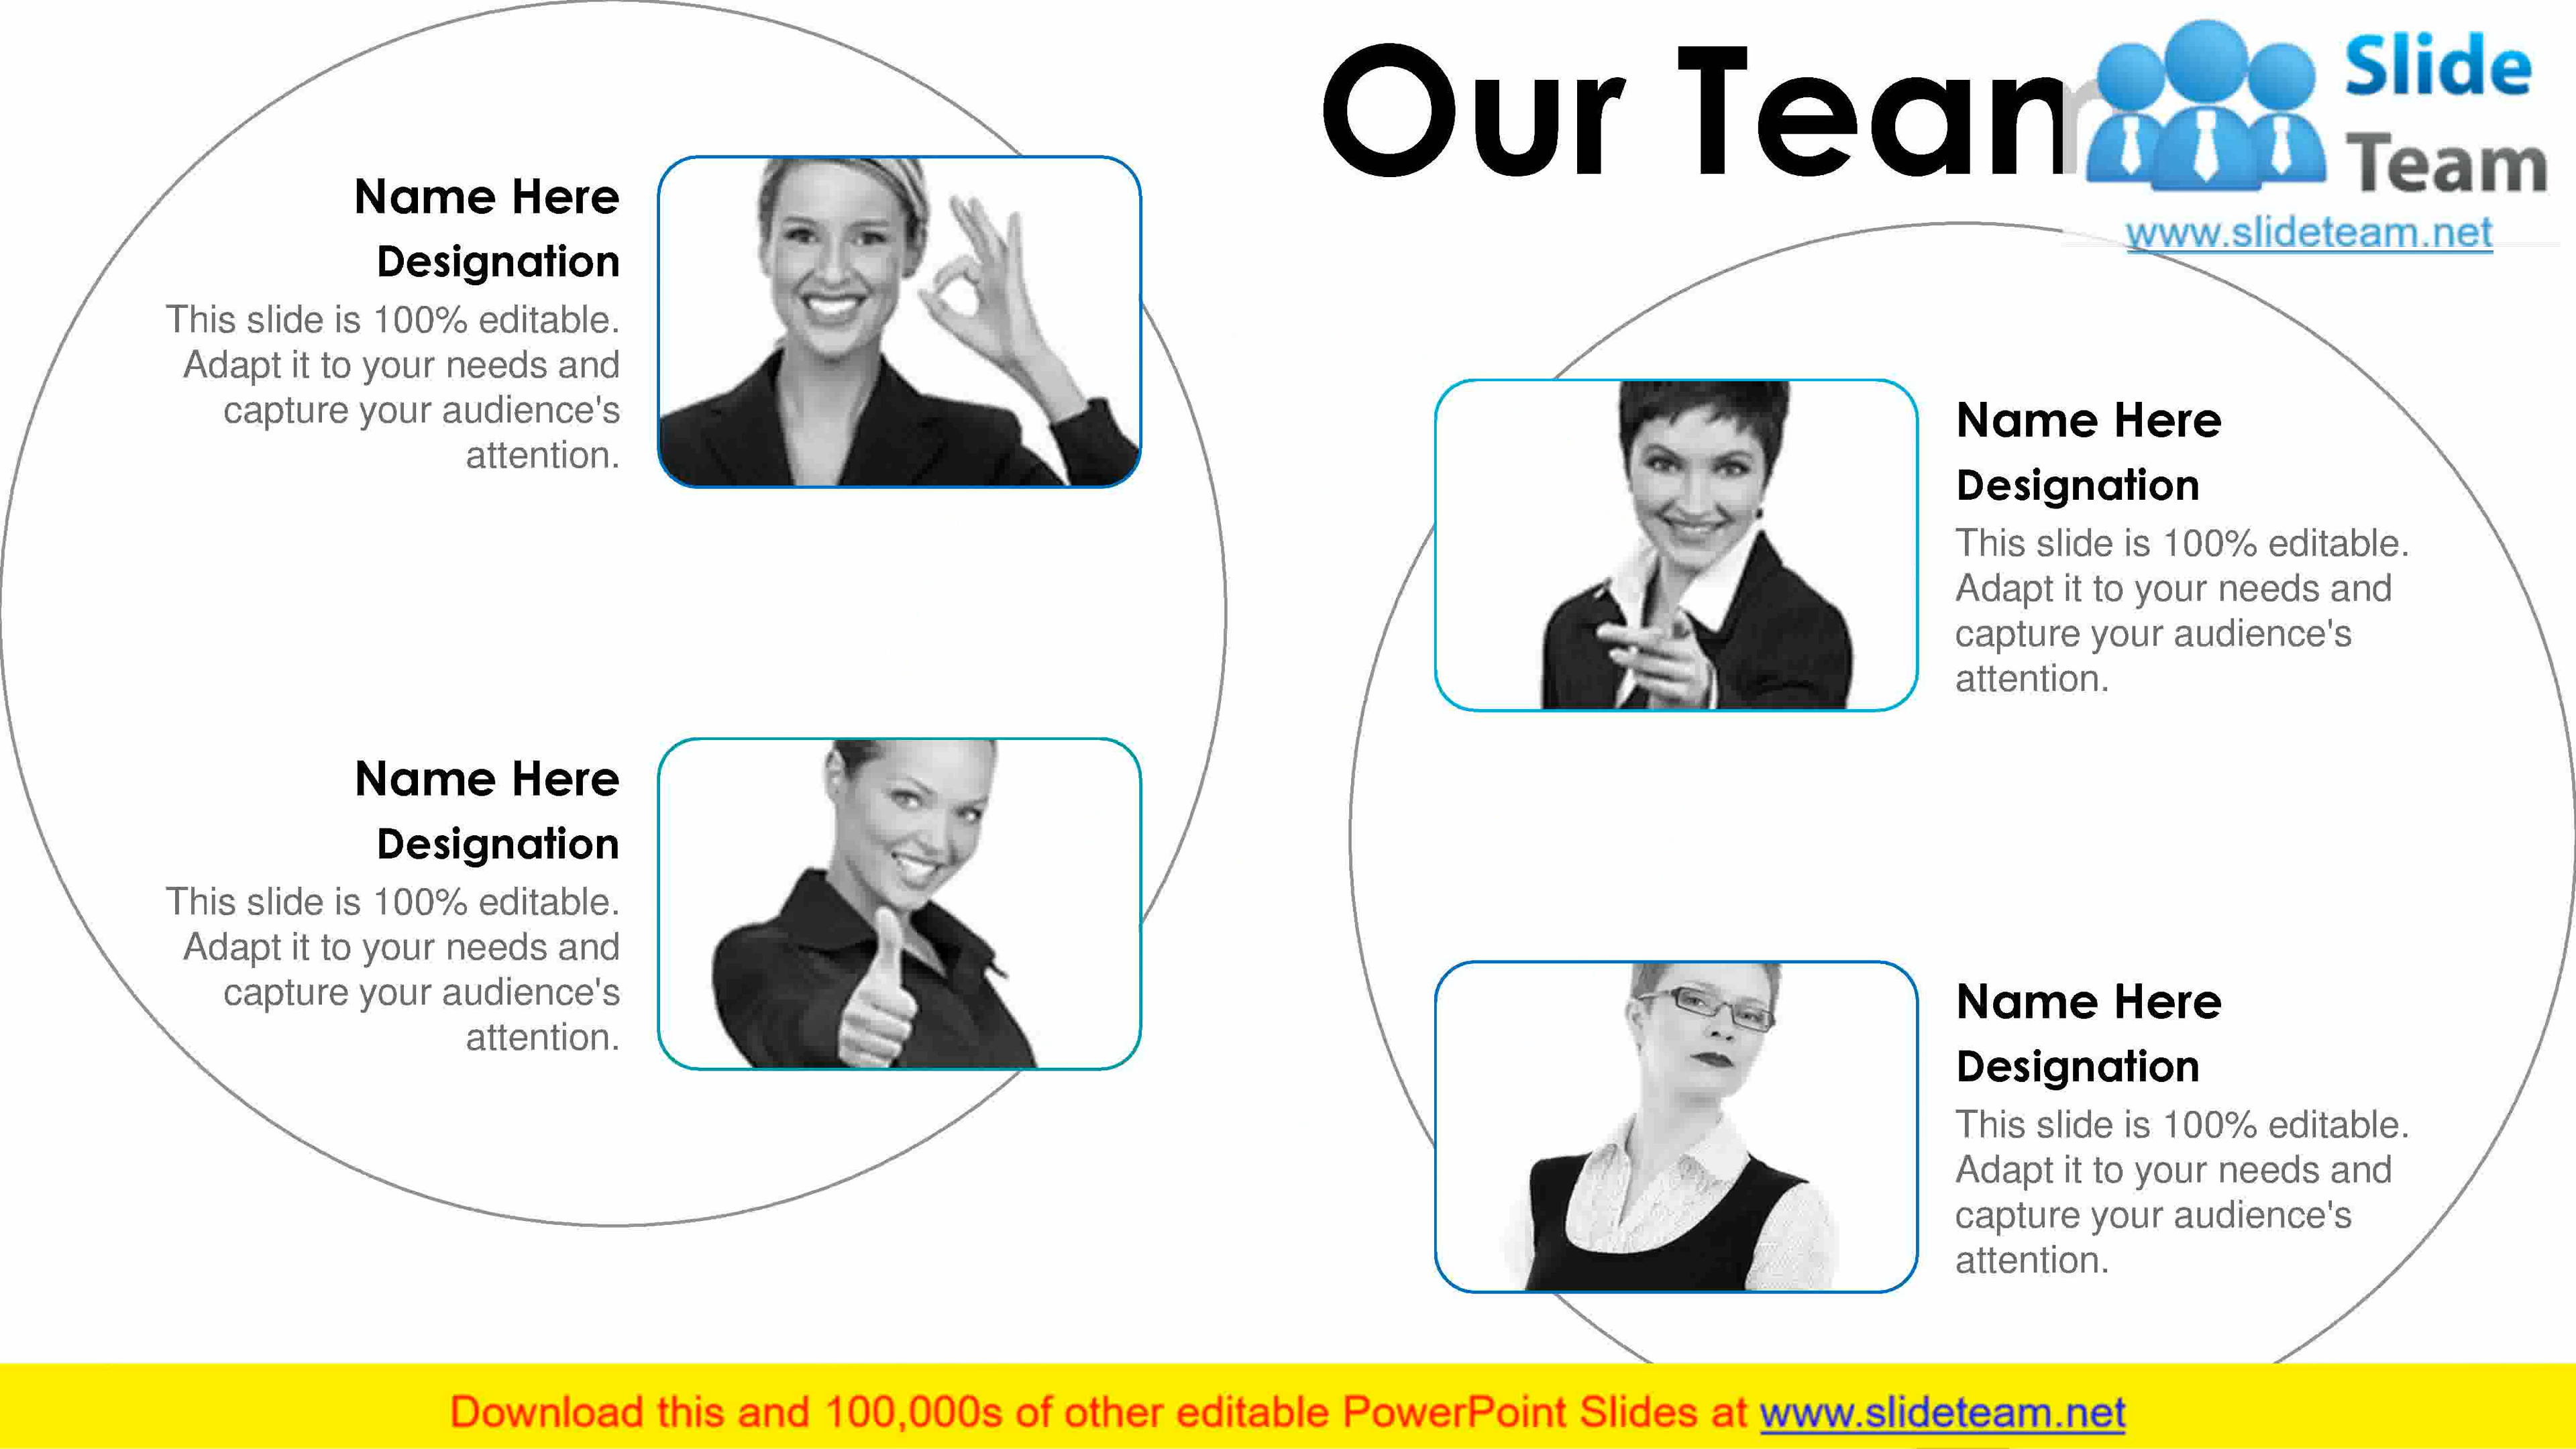 Our Team
Slide
Team
www.slideteam.net
Name Here
Designation
This slide is 100% editable.
Adapt it to your needs and
capture your audience's
attention.
Name Here
Designation
This slide is 100% editable.
Adapt it to your needs and
capture your audience's
attention.
Name Here
Designation
This slide is 100% editable.
Adapt it to your needs and
capture your audience's
attention.
Name Here
Designation
This slide is 100% editable.
Adapt it to your needs and
capture your audience's
attention.
Download this and 100,000s of other editable PowerPoint Slides at www.slideteam.net